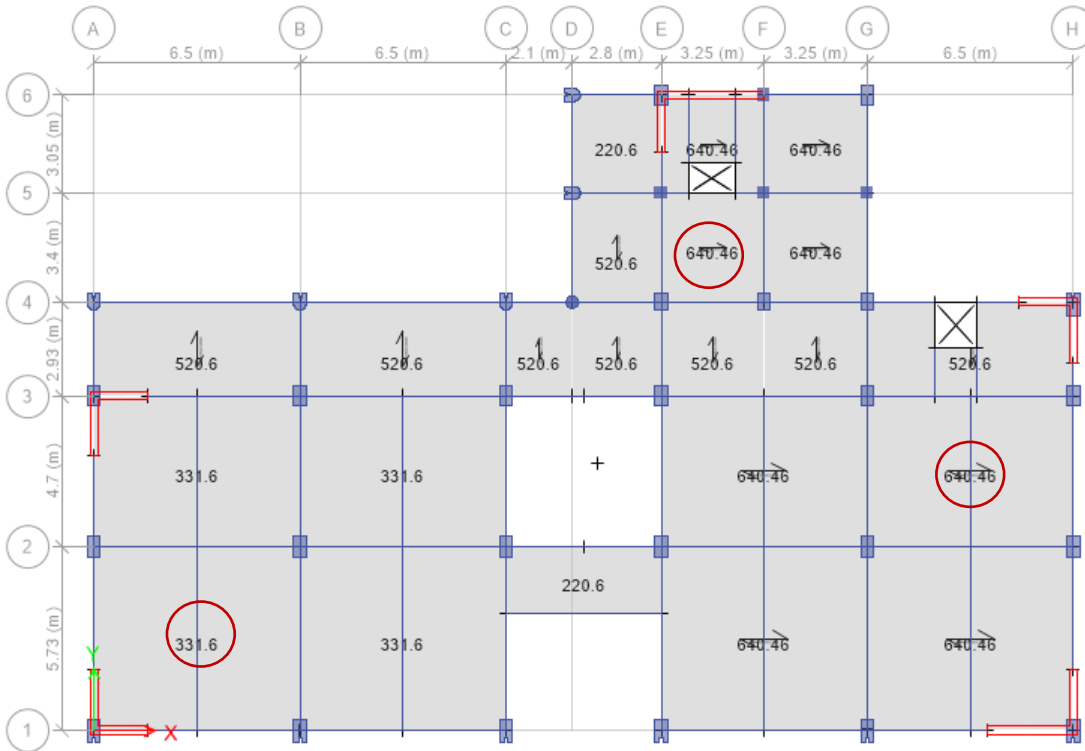 A B C D E F G H
6.5 (m) 6.5 (m) 2.1 (m) 2.8 (m) 3.25 (m) 3.25 (m) 6.5 (m)
6
3.05 (m)
220.6 640.46 640.46
5
3.4 (m)
520.6 640.46 640.46
4
2.93 (m)
520.6 520.6 520.6 520.6 520.6 520.6 520.6
3
4.7 (m)
331.6 331.6 640.46 640.46
2
220.6
5.73 (m)
331.6 331.6 640.46 640.46
Y
1
X